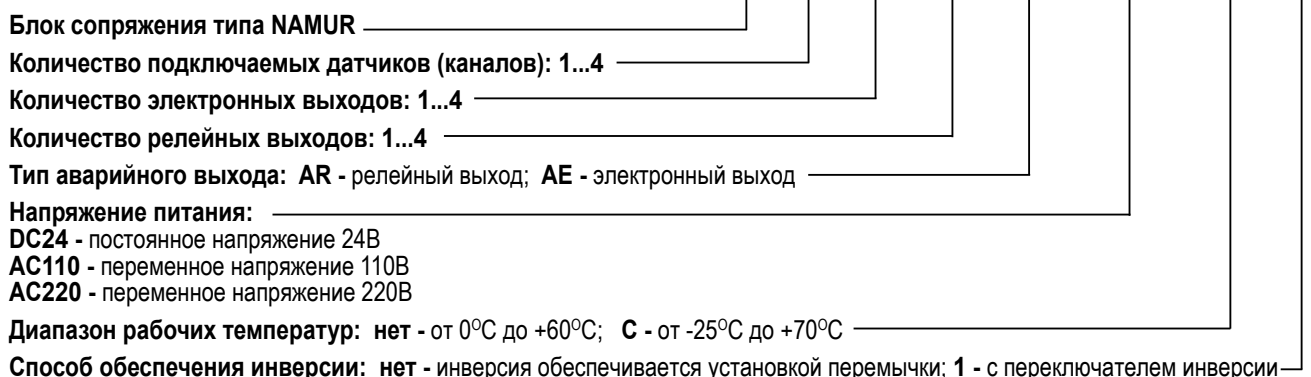 Блок сопряжения типа NAMUR
Количество подключаемых датчиков (каналов): 1...4
Количество электронных выходов: 1...4
Количество релейных выходов: 1...4
Тип аварийного выхода: AR - релейный выход; AE - электронный выход
Напряжение питания:
DC24 - постоянное напряжение 24В
AC110 - переменное напряжение 110В
AC220 - переменное напряжение 220В
Диапазон рабочих температур: нет - от 0°С до +60°С; С - от -25°С до +70°С
Способ обеспечения инверсии: нет - инверсия обеспечивается установкой перемычки; 1 - с переключателем инверсии